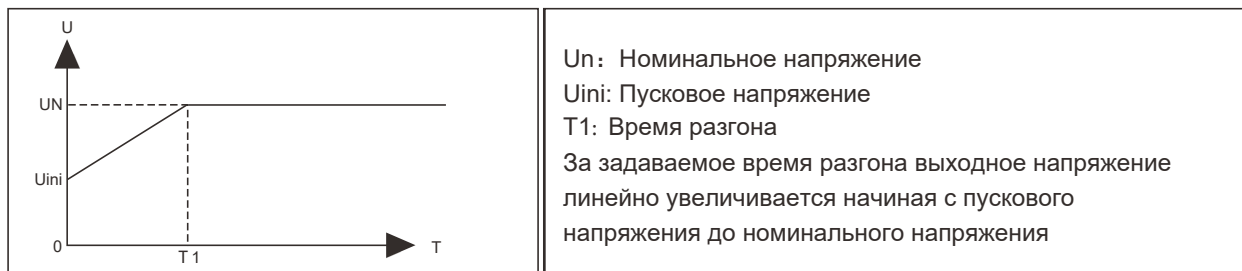 U
UN
Uini
0
T 1
T
Un: Номинальное напряжение
Uini: Пусковое напряжение
T1: Время разгона
За задаваемое время разгона выходное напряжение
линейно увеличивается начиная с пускового
напряжения до номинального напряжения